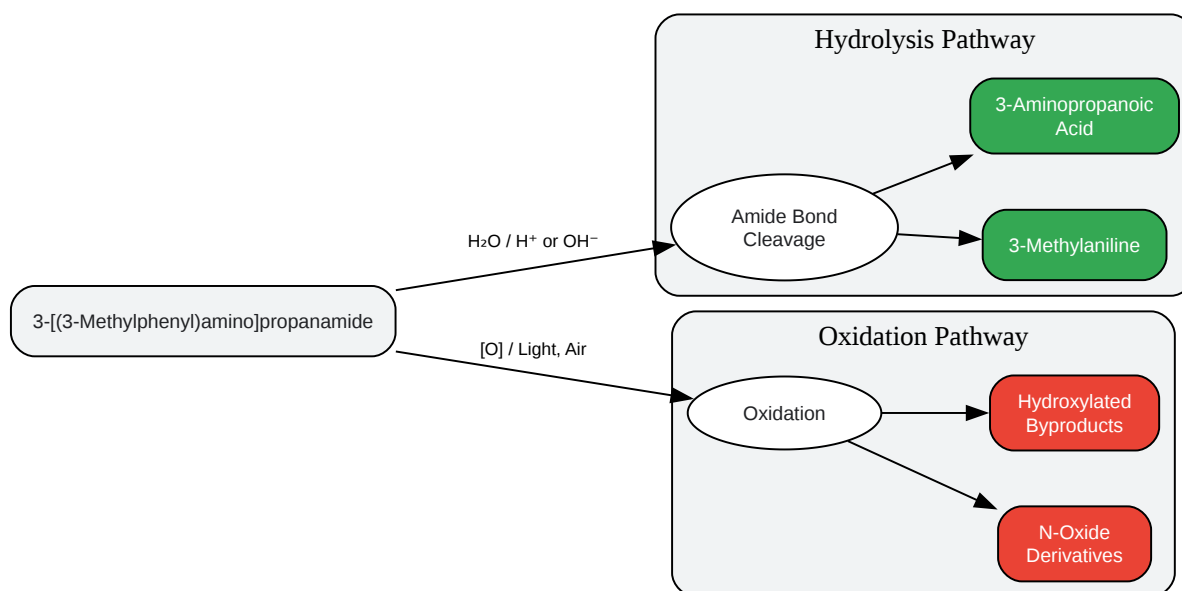 Hydrolysis Pathway
3-Aminopropanoic
Acid
Amide Bond
Cleavage
H₂O / H⁺ or OH⁻
3-Methylaniline
3-[(3-Methylphenyl)amino]propanamide
Oxidation Pathway
[O] / Light, Air
Oxidation
Hydroxylated
Byproducts
N-Oxide
Derivatives